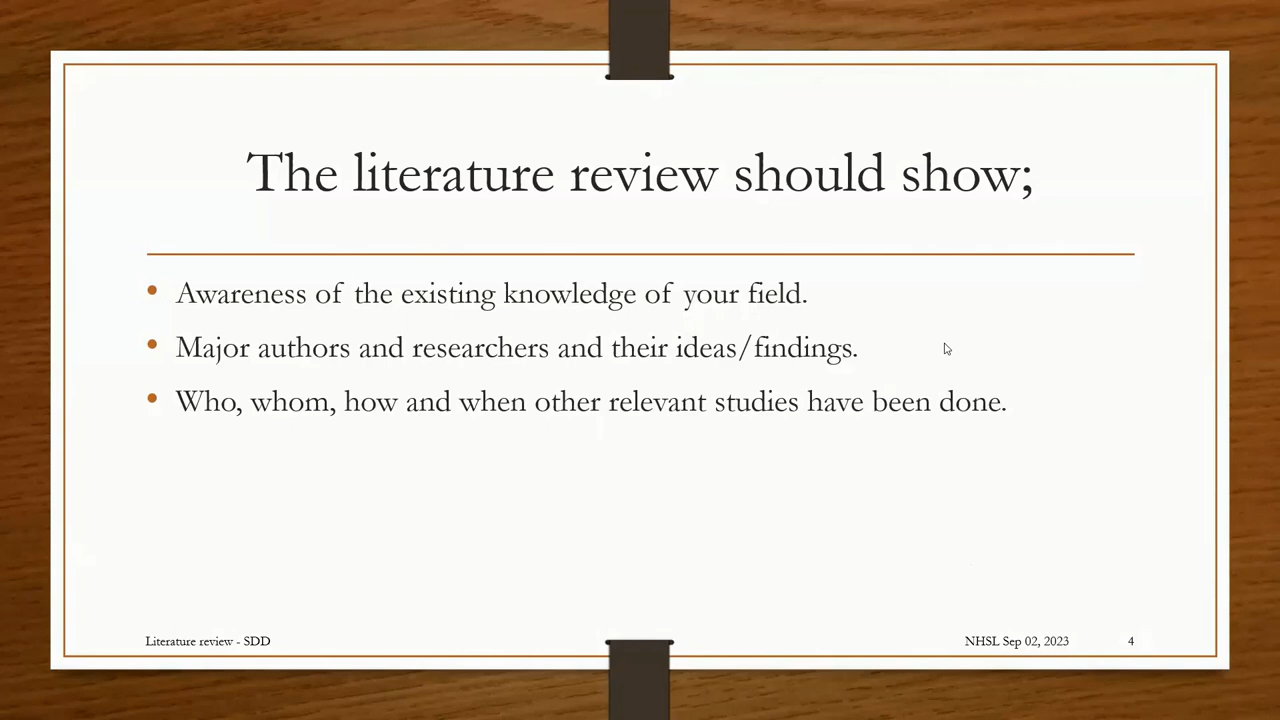 The literature review should show;
Awareness of the existing knowledge of your field.
Major authors and researchers and their ideas/findings.
Who, whom, how and when other relevant studies have been done.
Literature review - SDD
NHSL Sep 02, 2023
4